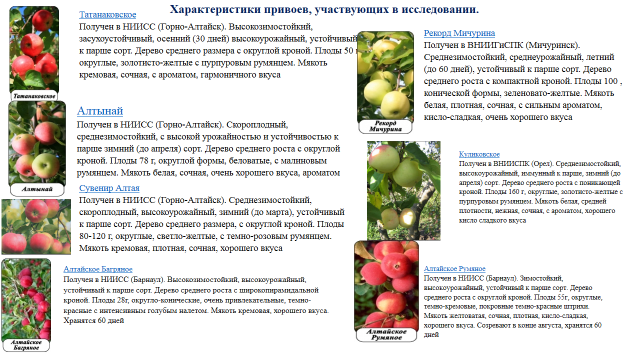 Характеристики привоев, участвующих в исследовании.
Татанаковское
Получен в НИИСС (Горно-Алтайск). Высокозимостойкий,
засухоустойчивый, осенний (30 дней) высокоурожайный, устойчивый
к парше сорт. Дерево среднего размера с округлой кроной. Плоды 50 г
округлые, золотисто-желтые с пурпуровым румянцем. Мякоть
кремовая, сочная, с ароматом, гармоничного вкуса
Татанаковское
Алтынай
Получен в НИИСС (Горно-Алтайск). Скороплодный,
среднезимостойкий, с высокой урожайностью и устойчивостью к
парше зимний (до апреля) сорт. Дерево среднего роста с округлой
кроной. Плоды 78 г, округлой формы, беловатые, с малиновым
румянцем. Мякоть белая, сочная, очень хорошего вкуса, ароматом
Алтынай
Сувенир Алтая
Получен в НИИСС (Горно-Алтайск). Среднезимостойкий,
скороплодный, высокоурожайный, зимний (до марта), устойчивый
к парше сорт. Дерево среднего размера, с округлой кроной. Плоды
80-120 г, округлые, светло-желтые, с темно-розовым румянцем.
Мякоть кремовая, плотная, сочная, хорошего вкуса
Алтайское Багряное
Получен в НИИСС (Барнаул). Высокозимостойкий, высокоурожайный,
устойчивый к парше сорт. Дерево среднего роста с широкопирамидальной
кроной. Плоды 28г, округло-конические, очень привлекательные, темно-
красные с интенсивным голубым налетом. Мякоть кремовая, хорошего вкуса.
Хранятся 60 дней
Алтайское
Багряное
Рекорд Мичурина
Получен в ВНИИГиСПК (Мичуринск).
Среднезимостойкий, среднеурожайный, летний
(до 60 дней), устойчивый к парше сорт. Дерево
среднего роста с компактной кроной. Плоды 100 ,
конической формы, зеленовато-желтые. Мякоть
белая, плотная, сочная, с сильным ароматом,
кисло-сладкая, очень хорошего вкуса
Рекорд
Мичурина
Куликовское
Получен в ВНИИСПК (Орел). Среднезимостойкий,
высокоурожайный, иммунный к парше, зимний (до
апреля) сорт. Дерево среднего роста с поникающей
кроной. Плоды 160 г, округлые, золотисто-желтые с
пурпуровым румянцем. Мякоть белая, средней
плотности, нежная, сочная, с ароматом, хорошего
кисло сладкого вкуса
Алтайское Румяное
Получен в НИИСС (Барнаул). Зимостойкий,
высокоурожайный, устойчивый к парше сорт. Дерево
среднего роста с округлой кроной. Плоды 55г, округлые,
темно-кремовые, покровные темно-красные штрихи.
Мякоть желтоватая, сочная, плотная, кисло-сладкая,
хорошего вкуса. Созревают в конце августа, хранятся 60
дней
Алтайское
Румяное